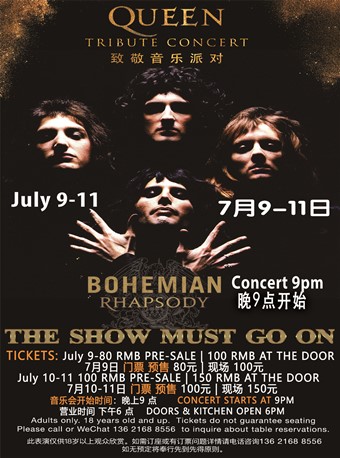 QUEEN
TRIBUTE CONCERT
致敬音乐派对
July 9-11
7月9-11日
BOHEMIAN
RHAPSODY
Concert 9pm
晚9点开始
THE SHOW MUST GO ON
TICKETS: July 9-80 RMB PRE-SALE | 100 RMB AT THE DOOR
7月9日 门票 预售 80元 | 现场 100元
July 10-11 100 RMB PRE-SALE | 150 RMB AT THE DOOR
7月10-11日 门票 预售 100元 | 现场 150元
音乐会开始时间: 晚上9 点 CONCERT STARTS AT 9PM
营业时间 下午6 点 DOORS & KITCHEN OPEN 6PM
Adults only. 18 years old and up. Tickets do not guarantee seating
Please call or WeChat 136 2168 8556 to inquire about table reservations.
此表演仅供18岁以上观众欣赏。如需订座或有订票问题详情请电话咨询136 2168 8556
如无预定将奉行先到先得原则。